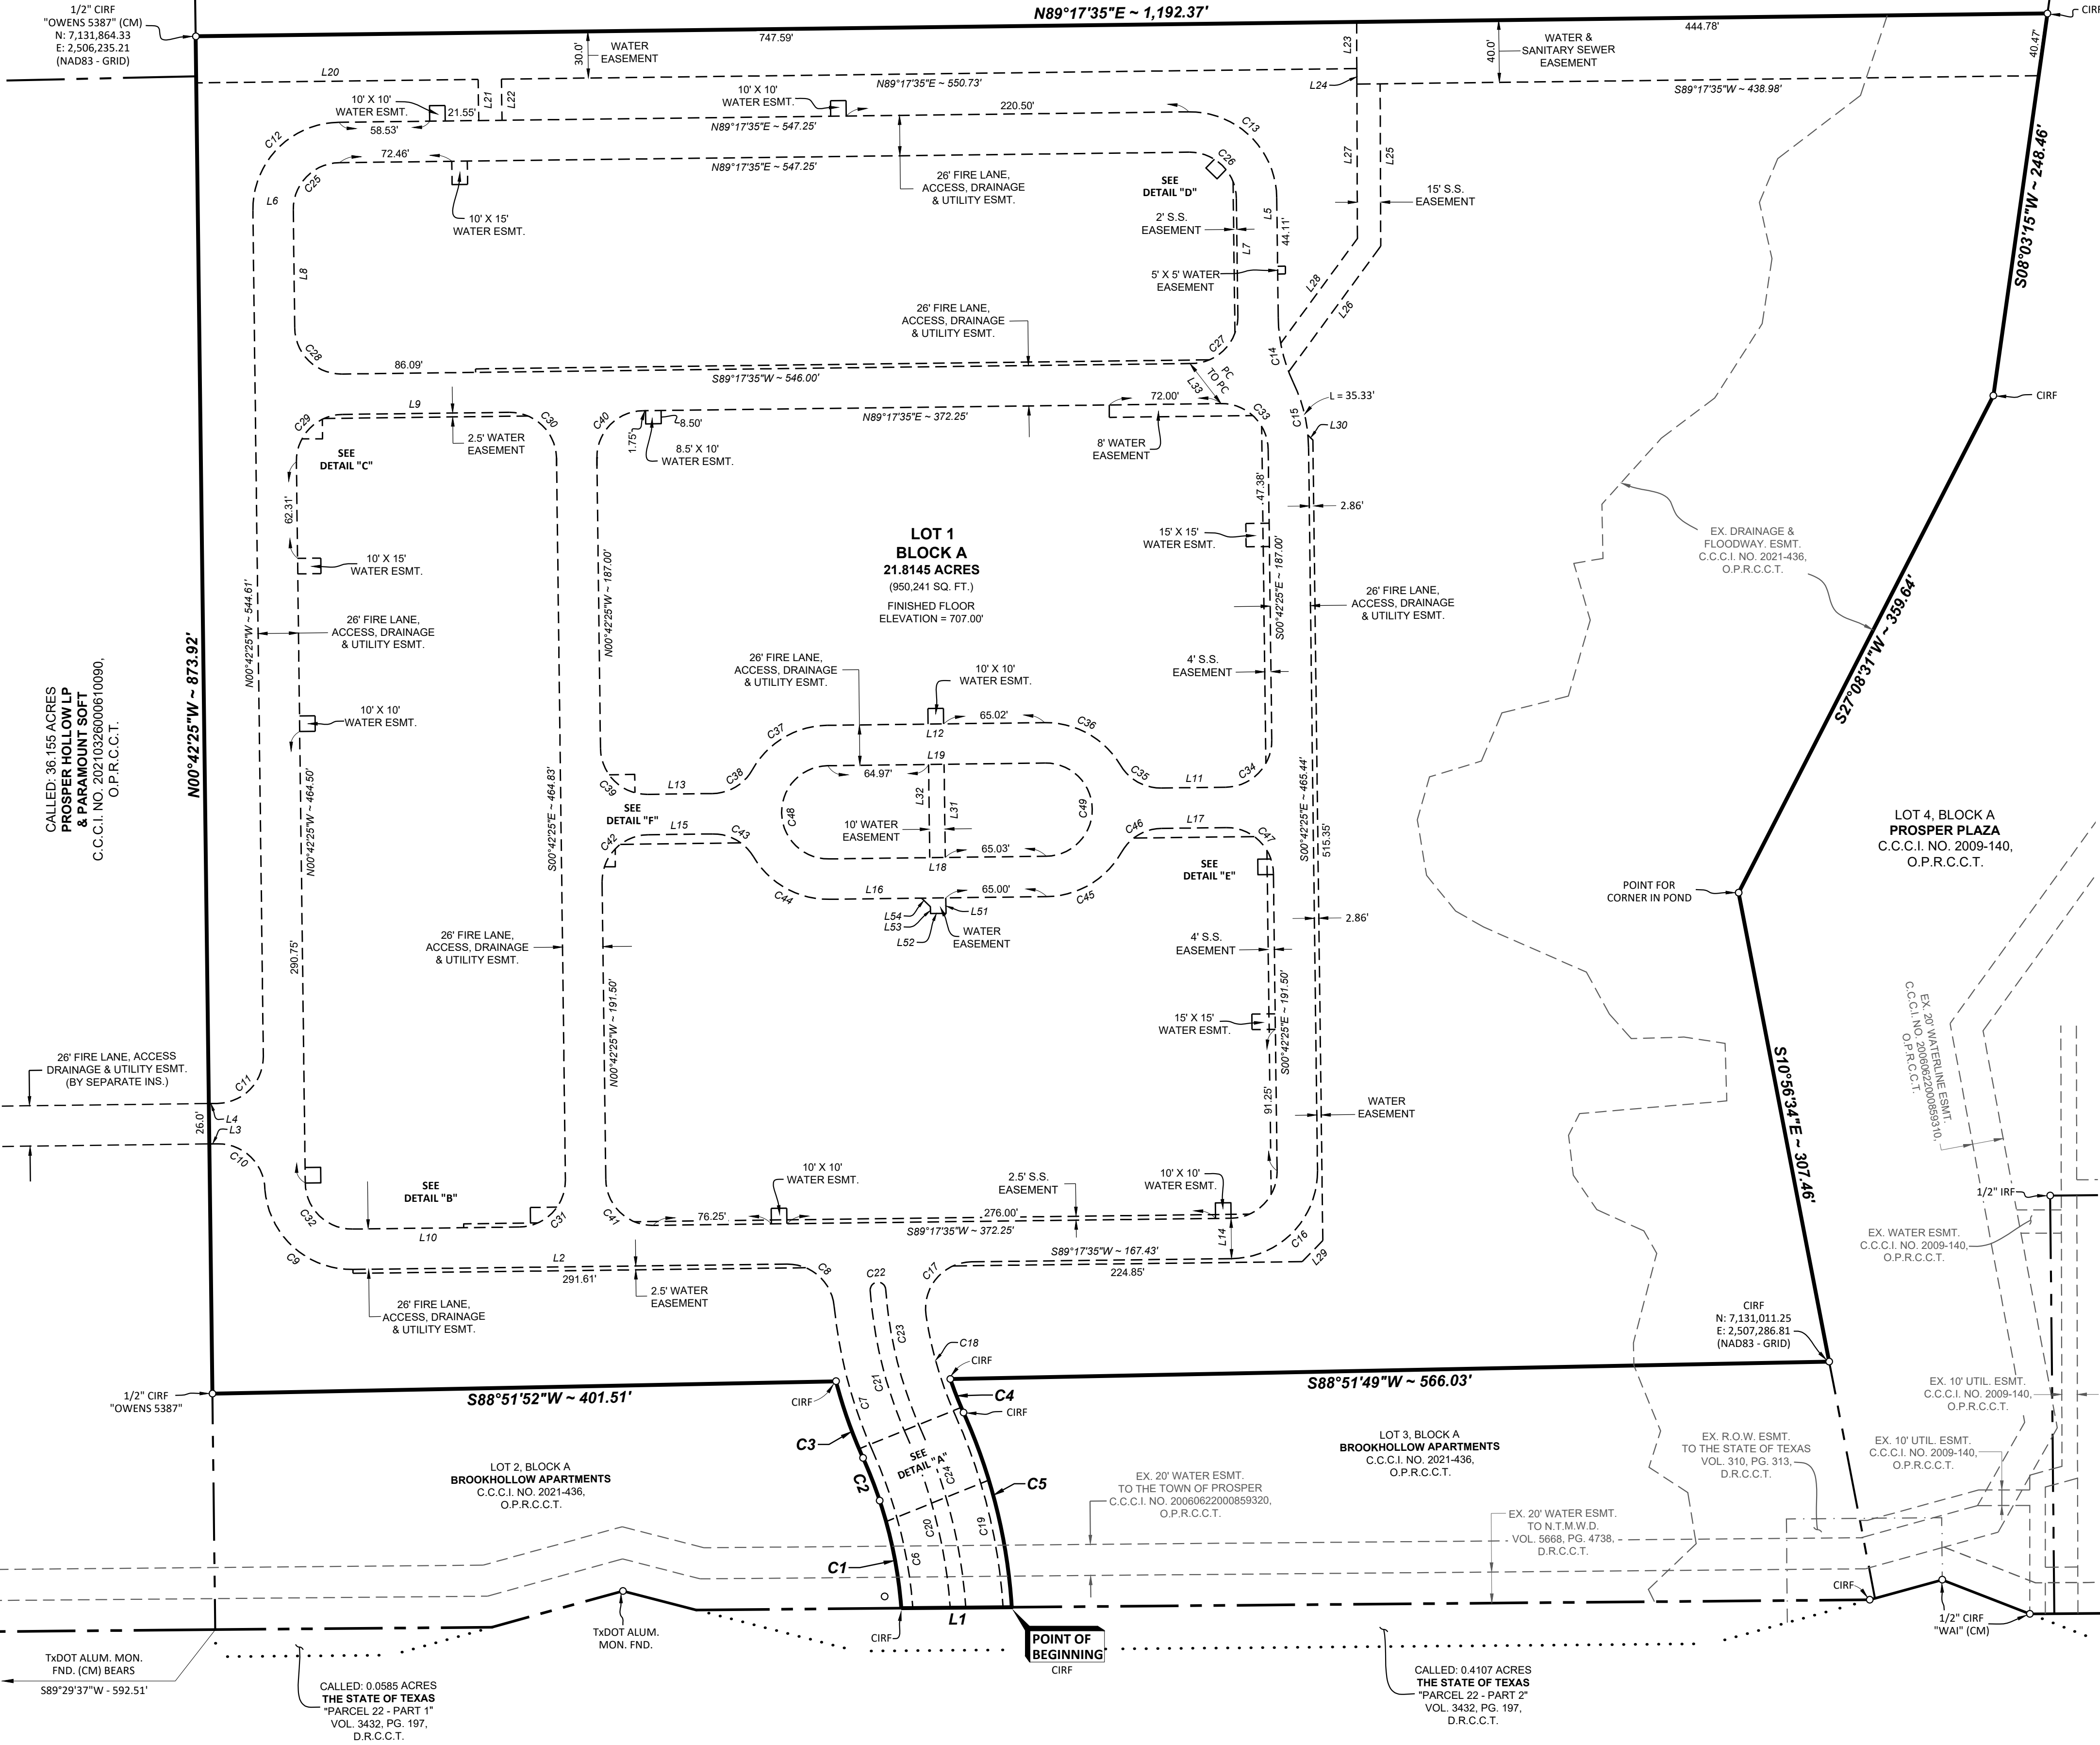 1/2" CIRF
"OWENS 5387" (CM)
N: 7,131,864.33
E: 2,506,235.21
(NAD83 - GRID)
N89°17'35"E ~ 1,192.37'
747.59'
444.78'
CIRF
40.47'
30.0'
WATER
EASEMENT
L23
40.0'
WATER &
SANITARY SEWER
EASEMENT
L20
L21
L22
N89°17'35"E ~ 550.73'
L24
S89°17'35"W ~ 438.98'
10' X 10'
WATER ESMT.
21.55'
58.53'
10' X 10'
WATER ESMT.
220.50'
N89°17'35"E ~ 547.25'
C12
C13
72.46'
N89°17'35"E ~ 547.25'
C25
C26
L6
26' FIRE LANE,
ACCESS, DRAINAGE
& UTILITY ESMT.
SEE
DETAIL "D"
L27
L25
15' S.S.
EASEMENT
10' X 15'
WATER ESMT.
2' S.S.
EASEMENT
L5
44.11'
L7
L8
5' X 5' WATER
EASEMENT
S08°03'15"W ~ 248.46'
L28
L26
26' FIRE LANE,
ACCESS, DRAINAGE
& UTILITY ESMT.
C28
C27
C14
86.09'
S89°17'35"W ~ 546.00'
PC
TO PC
L33
L = 35.33'
L9
N89°17'35"E ~ 372.25'
72.00'
C29
C30
C40
C33
C15
L30
CIRF
2.5' WATER
EASEMENT
1.75'
8.50'
8.5' X 10'
WATER ESMT.
8' WATER
EASEMENT
SEE
DETAIL "C"
62.31'
47.38'
2.86'
LOT 1
BLOCK A
21.8145 ACRES
(950,241 SQ. FT.)
FINISHED FLOOR
ELEVATION = 707.00'
15' X 15'
WATER ESMT.
EX. DRAINAGE &
FLOODWAY. ESMT.
C.C.C.I. NO. 2021-436,
O.P.R.C.C.T.
10' X 15'
WATER ESMT.
N00°42'25"W ~ 544.61'
N00°42'25"W ~ 187.00'
S00°42'25"E ~ 187.00'
26' FIRE LANE,
ACCESS, DRAINAGE
& UTILITY ESMT.
26' FIRE LANE,
ACCESS, DRAINAGE
& UTILITY ESMT.
N00°42'25"W ~ 873.92'
S27°08'31"W ~ 359.64'
CALLED: 36.155 ACRES
PROSPER HOLLOW LP
& PARAMOUNT SOFT
C.C.C.I. NO. 20210326000610090,
O.P.R.C.C.T.
26' FIRE LANE,
ACCESS, DRAINAGE
& UTILITY ESMT.
10' X 10'
WATER ESMT.
4' S.S.
EASEMENT
10' X 10'
WATER ESMT.
65.02'
L12
C37
C36
L19
64.97'
C38
C35
L13
L11
C39
C34
SEE
DETAIL "F"
C48
L32
L31
C49
10' WATER
EASEMENT
N00°42'25"W ~ 464.50'
S00°42'25"E ~ 464.83'
S00°42'25"E ~ 465.44'
515.35'
L15
C42
C43
C46
L17
C47
65.03'
L18
SEE
DETAIL "E"
LOT 4, BLOCK A
PROSPER PLAZA
C.C.C.I. NO. 2009-140,
O.P.R.C.C.T.
L16
65.00'
C44
C45
L54
L53
L52
L51
WATER
EASEMENT
POINT FOR
CORNER IN POND
2.86'
26' FIRE LANE,
ACCESS, DRAINAGE
& UTILITY ESMT.
4' S.S.
EASEMENT
290.75'
N00°42'25"W ~ 191.50'
S00°42'25"E ~ 191.50'
15' X 15'
WATER ESMT.
91.25'
EX. 20' WATERLINE ESMT.
C.C.C.I. NO. 20060622000859310,
O.P.R.C.C.T.
26' FIRE LANE, ACCESS
DRAINAGE & UTILITY ESMT.
(BY SEPARATE INS.)
C11
L4
L3
26.0'
C10
WATER
EASEMENT
S10°56'34"E ~ 307.46'
SEE
DETAIL "B"
10' X 10'
WATER ESMT.
2.5' S.S.
EASEMENT
10' X 10'
WATER ESMT.
1/2" IRF
C32
L10
C31
C41
76.25'
276.00'
S89°17'35"W ~ 372.25'
L14
C16
EX. WATER ESMT.
C.C.C.I. NO. 2009-140,
O.P.R.C.C.T.
C9
L2
291.61'
C8
C22
C17
S89°17'35"W ~ 167.43'
224.85'
L29
26' FIRE LANE,
ACCESS, DRAINAGE
& UTILITY ESMT.
2.5' WATER
EASEMENT
C23
C18
CIRF
CIRF
N: 7,131,011.25
E: 2,507,286.81
(NAD83 - GRID)
1/2" CIRF
"OWENS 5387"
S88°51'52"W ~ 401.51'
CIRF
C7
C21
C4
CIRF
S88°51'49"W ~ 566.03'
EX. 10' UTIL. ESMT.
C.C.C.I. NO. 2009-140,
O.P.R.C.C.T.
C3
SEE
DETAIL "A"
C24
C2
C5
LOT 2, BLOCK A
BROOKHOLLOW APARTMENTS
C.C.C.I. NO. 2021-436,
O.P.R.C.C.T.
LOT 3, BLOCK A
BROOKHOLLOW APARTMENTS
C.C.C.I. NO. 2021-436,
O.P.R.C.C.T.
EX. R.O.W. ESMT.
TO THE STATE OF TEXAS
VOL. 310, PG. 313,
D.R.C.C.T.
EX. 10' UTIL. ESMT.
C.C.C.I. NO. 2009-140,
O.P.R.C.C.T.
EX. 20' WATER ESMT.
TO THE TOWN OF PROSPER
C.C.C.I. NO. 20060622000859320,
O.P.R.C.C.T.
EX. 20' WATER ESMT.
TO N.T.M.W.D.
VOL. 5668, PG. 4738,
D.R.C.C.T.
C1
C6
C20
C19
CIRF
L1
CIRF
POINT OF
BEGINNING
CIRF
TxDOT ALUM.
MON. FND.
1/2" CIRF
"WAI" (CM)
TxDOT ALUM. MON.
FND. (CM) BEARS
S89°29'37"W - 592.51'
CALLED: 0.0585 ACRES
THE STATE OF TEXAS
"PARCEL 22 - PART 1"
VOL. 3432, PG. 197,
D.R.C.C.T.
CALLED: 0.4107 ACRES
THE STATE OF TEXAS
"PARCEL 22 - PART 2"
VOL. 3432, PG. 197,
D.R.C.C.T.